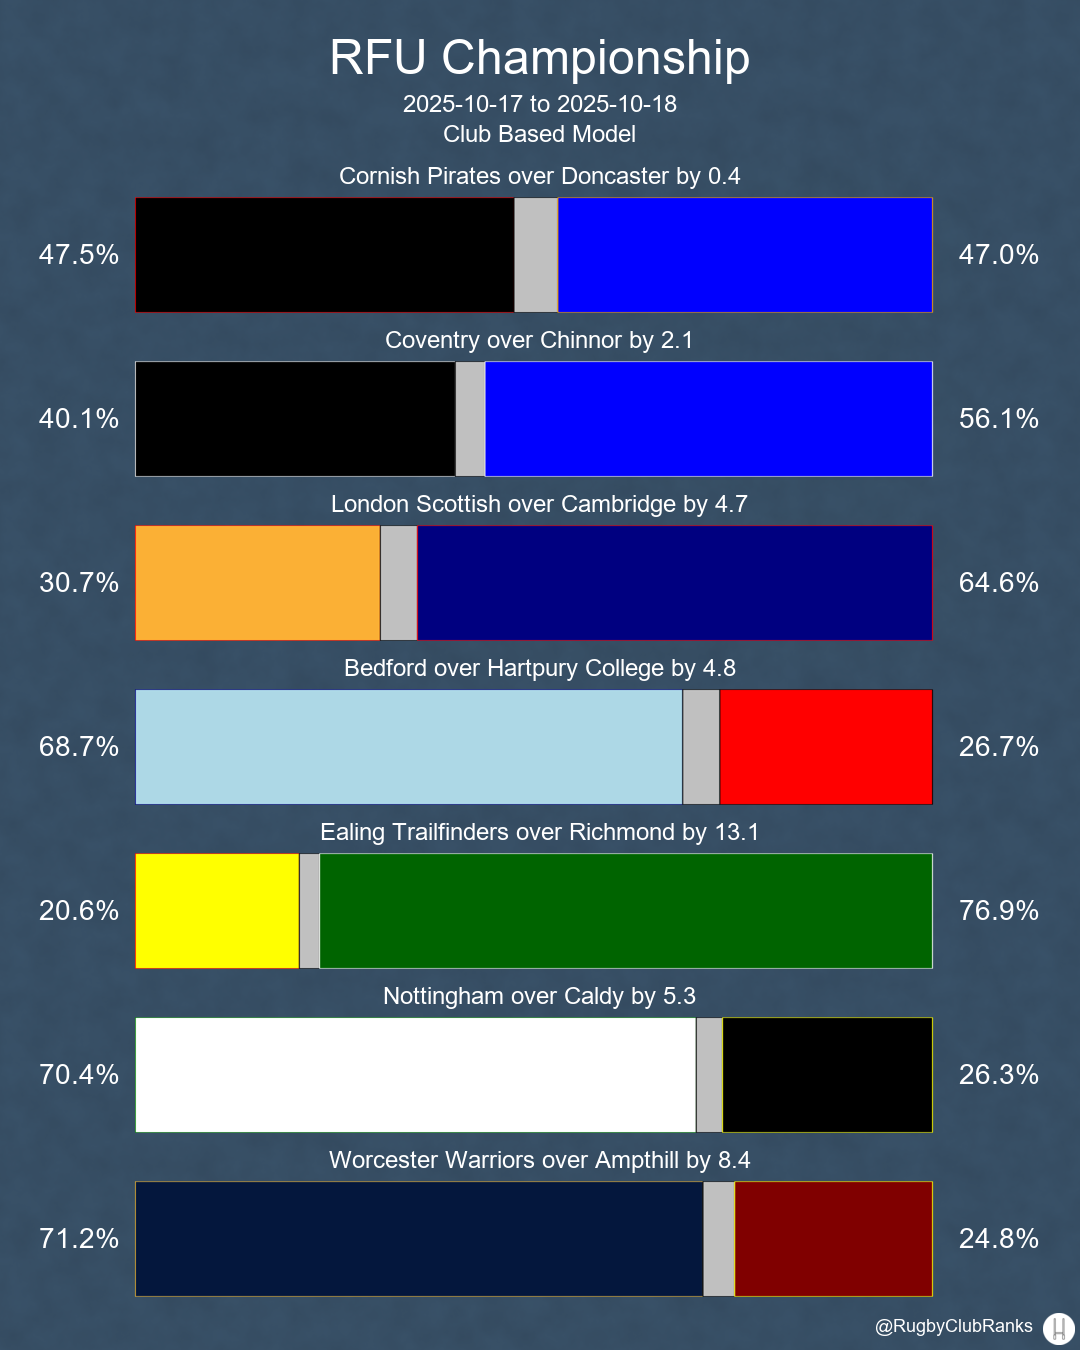 RFU Championship
2025-10-17 to 2025-10-18
Club Based Model
Cornish Pirates over Doncaster by 0.4
47.5% 47.0%
Coventry over Chinnor by 2.1
40.1% 56.1%
London Scottish over Cambridge by 4.7
30.7% 64.6%
Bedford over Hartpury College by 4.8
68.7% 26.7%
Ealing Trailfinders over Richmond by 13.1
20.6% 76.9%
Nottingham over Caldy by 5.3
70.4% 26.3%
Worcester Warriors over Ampthill by 8.4
71.2% 24.8%
@RugbyClubRanks